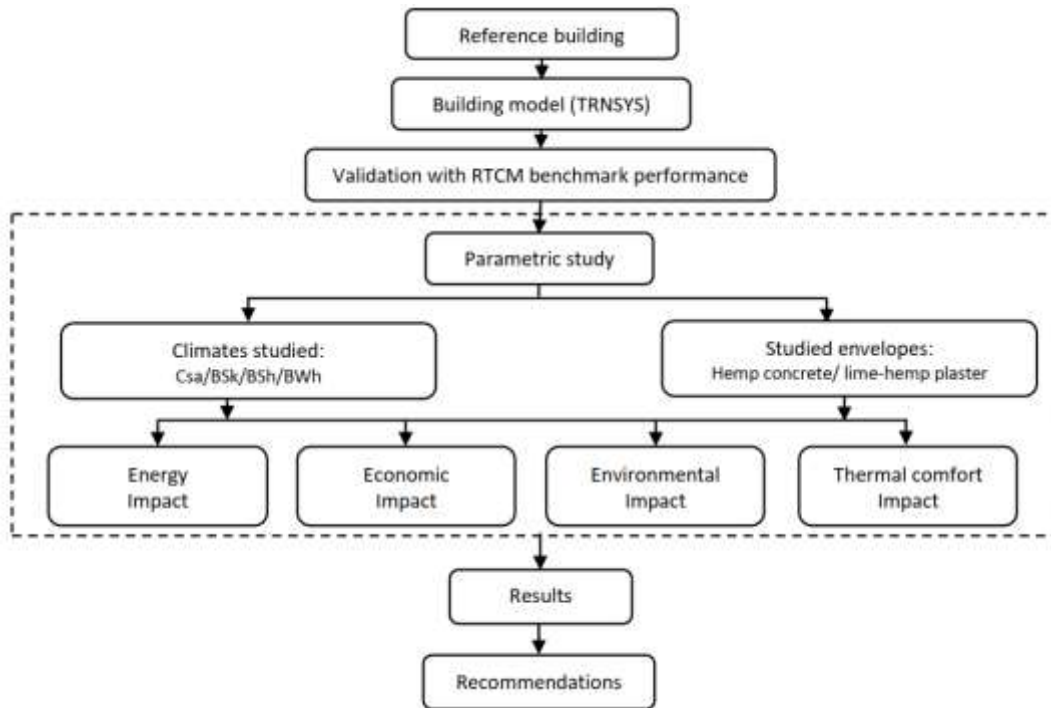 Reference building
Building model (TRNSYS)
Validation with RTCM benchmark performance
Parametric study
Climates studied:
Csa/BSk/BSh/BWh
Studied envelopes:
Hemp concrete/ lime-hemp plaster
Energy
Impact
Economic
Impact
Environmental
Impact
Thermal comfort
Impact
Results
Recommendations